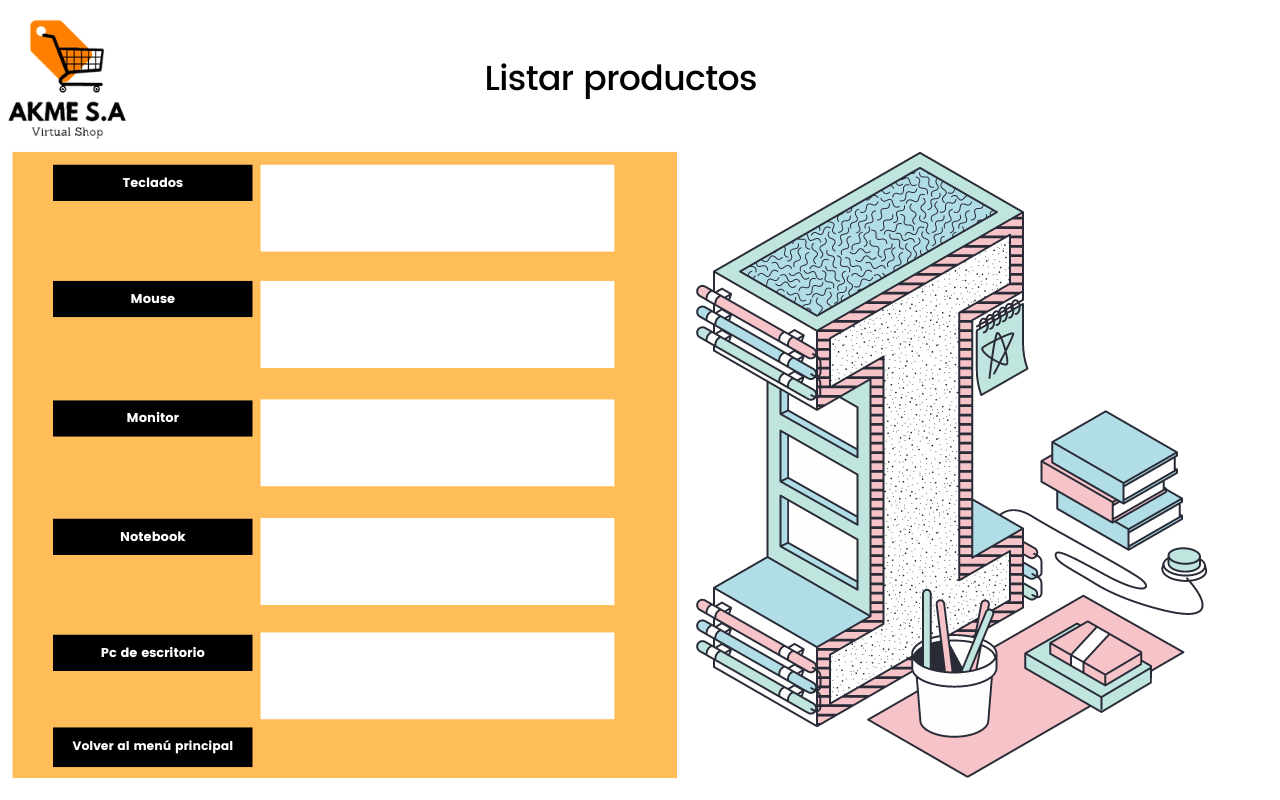 AKME S.A
Virtual Shop
Listar productos
Teclados
Mouse
Monitor
Notebook
Pc de escritorio
Volver al menú principal